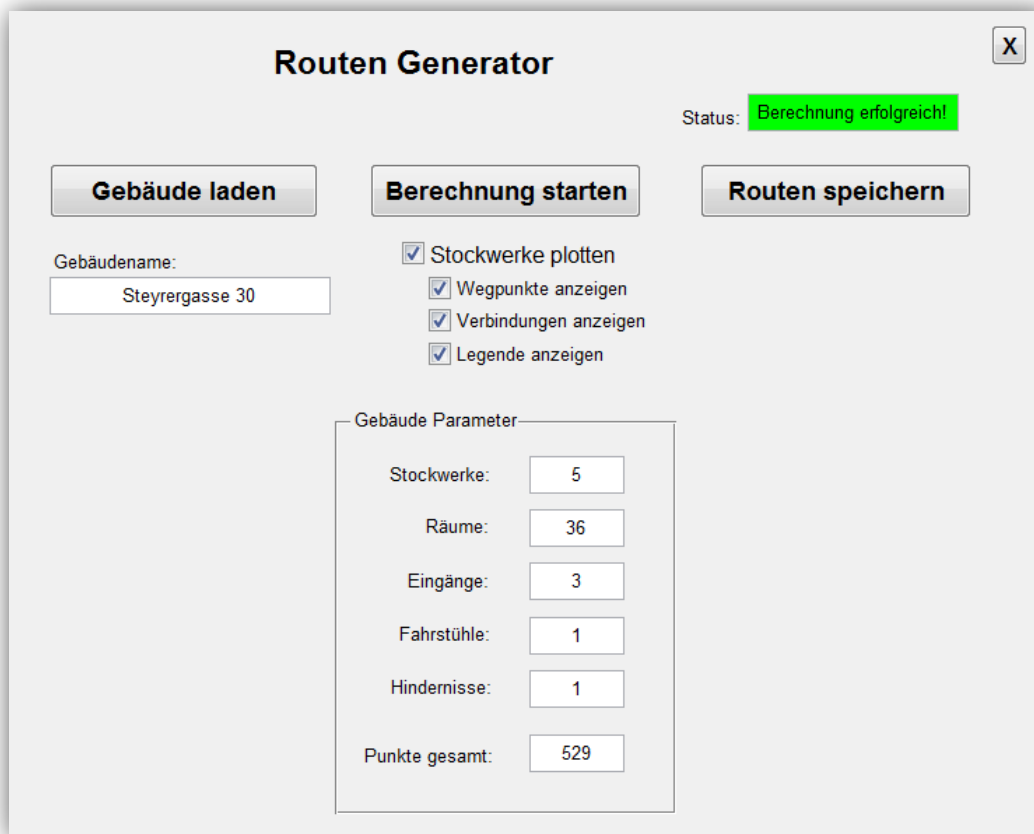 X
Routen Generator
Status: Berechnung erfolgreich!
Gebäude laden
Berechnung starten
Routen speichern
Gebäudename:
Steyrergasse 30
Stockwerke plotten
Wegpunkte anzeigen
Verbindungen anzeigen
Legende anzeigen
Gebäude Parameter
Stockwerke: 5
Räume: 36
Eingänge: 3
Fahrstühle: 1
Hindernisse: 1
Punkte gesamt: 529